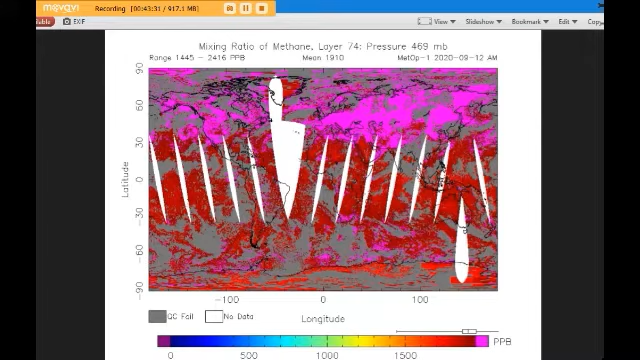 movavi Recording [ 00:43:31 / 917.1 MB ]
EXIF View Slideshow Bookmark Edit Copy
Mixing Ratio of Methane, Layer 74: Pressure 469 mb
Range 1445 - 2416 PPB Mean 1910 MetOp-1 2020-09-12 AM
90
60
30
0
-30
-60
-90
Latitude
-100 0 100
QC Fail No Data Longitude
0 500 1000 1500 PPB